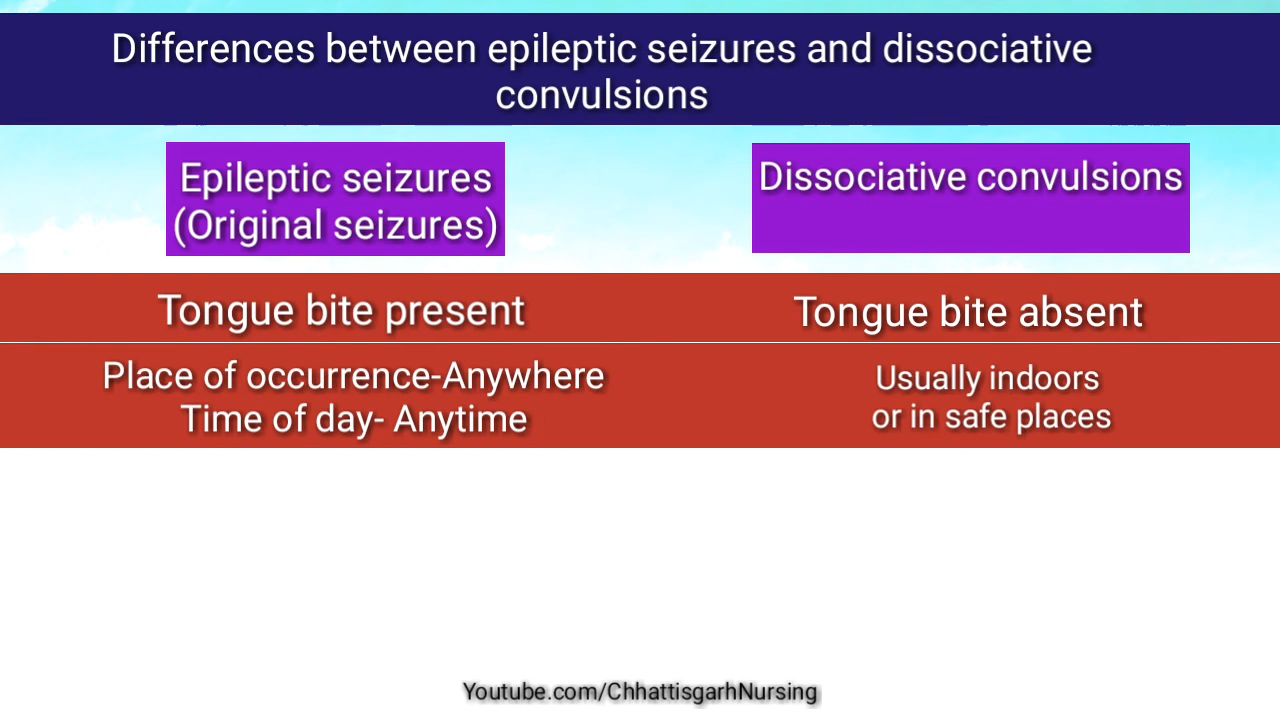 Differences between epileptic seizures and dissociative
convulsions
Epileptic seizures
(Original seizures)
Dissociative convulsions
Tongue bite present
Tongue bite absent
Place of occurrence-Anywhere
Time of day- Anytime
Usually indoors
or in safe places
Youtube.com/ChhattisgarhNursing